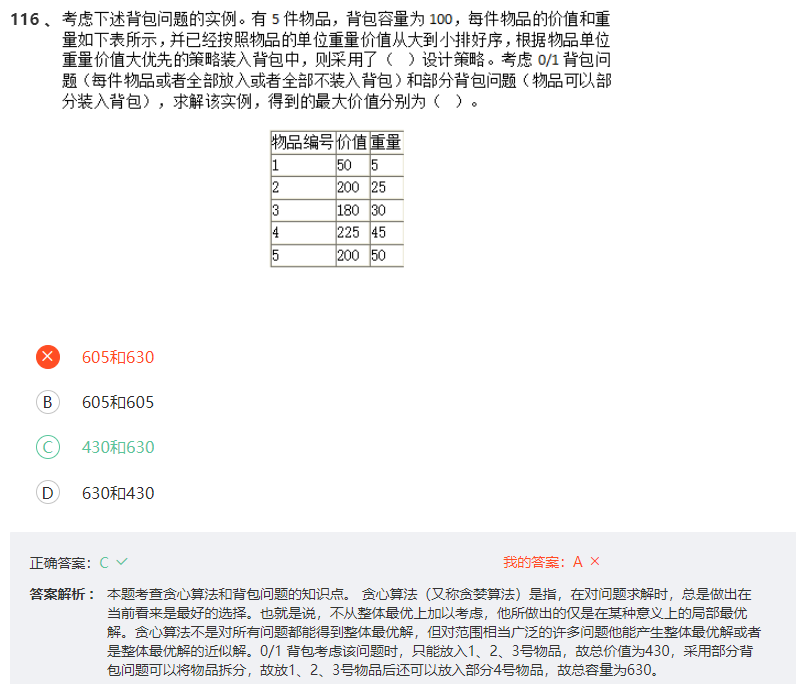 116 、 考虑下述背包问题的实例。有 5 件物品，背包容量为 100，每件物品的价值和重
量如下表所示，并已经按照物品的单位重量价值从大到小排好序，根据物品单位
重量价值大优先的策略装入背包中，则采用了（ ）设计策略。考虑 0/1 背包问
题（每件物品或者全部放入或者全部不装入背包）和部分背包问题（物品可以部
分装入背包），求解该实例，得到的最大价值分别为（ ）。
物品编号 价值 重量
1 50 5
2 200 25
3 180 30
4 225 45
5 200 50
605和630
B 605和605
C 430和630
D 630和430
正确答案：C 我的答案：A
答案解析： 本题考查贪心算法和背包问题的知识点。 贪心算法（又称贪婪算法）是指，在对问题求解时，总是做出在
当前看来是最好的选择。也就是说，不从整体最优上加以考虑，他所做出的仅是在某种意义上的局部最优
解。贪心算法不是对所有问题都能得到整体最优解，但对范围相当广泛的许多问题他能产生整体最优解或者
是整体最优解的近似解。0/1 背包考虑该问题时，只能放入1、2、3号物品，故总价值为430，采用部分背
包问题可以将物品拆分，故放1、2、3号物品后还可以放入部分4号物品，故总容量为630。